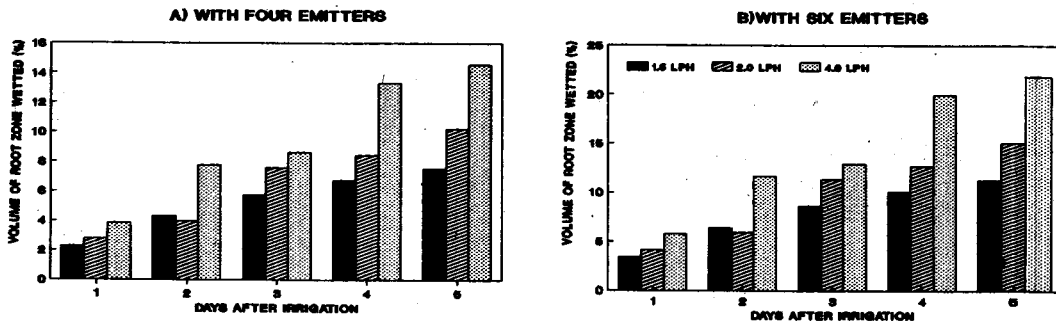 A) WITH FOUR EMITTERS
VOLUME OF ROOT ZONE WETTED (%)
16
14
12
10
8
6
4
2
0
1 2 3 4 5
DAYS AFTER IRRIGATION
B)WITH SIX EMITTERS
VOLUME OF ROOT ZONE WETTED (%)
25
20
15
10
5
0
1.5 LPH 2.0 LPH 4.0 LPH
1 2 3 4 5
DAYS AFTER IRRIGATION